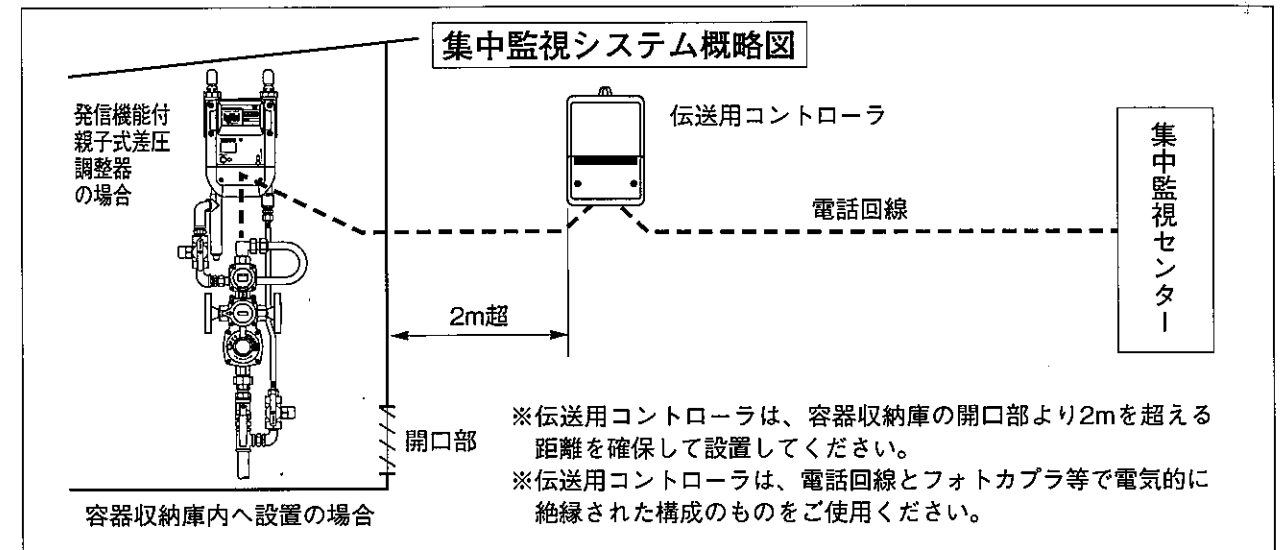 集中監視システム概略図
発信機能付
親子式差圧
調整器
の場合
伝送用コントローラ
電話回線
集中監視センター
2m超
開口部
容器収納庫内へ設置の場合
※伝送用コントローラは、容器収納庫の開口部より2mを超える
距離を確保して設置してください。
※伝送用コントローラは、電話回線とフォトカプラ等で電気的に
絶縁された構成のものをご使用ください。